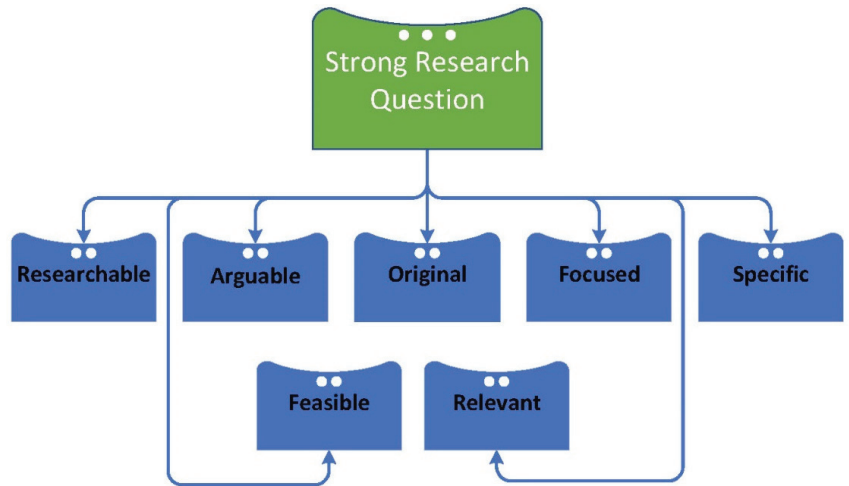 Strong Research
Question
Researchable
Arguable
Original
Focused
Specific
Feasible
Relevant